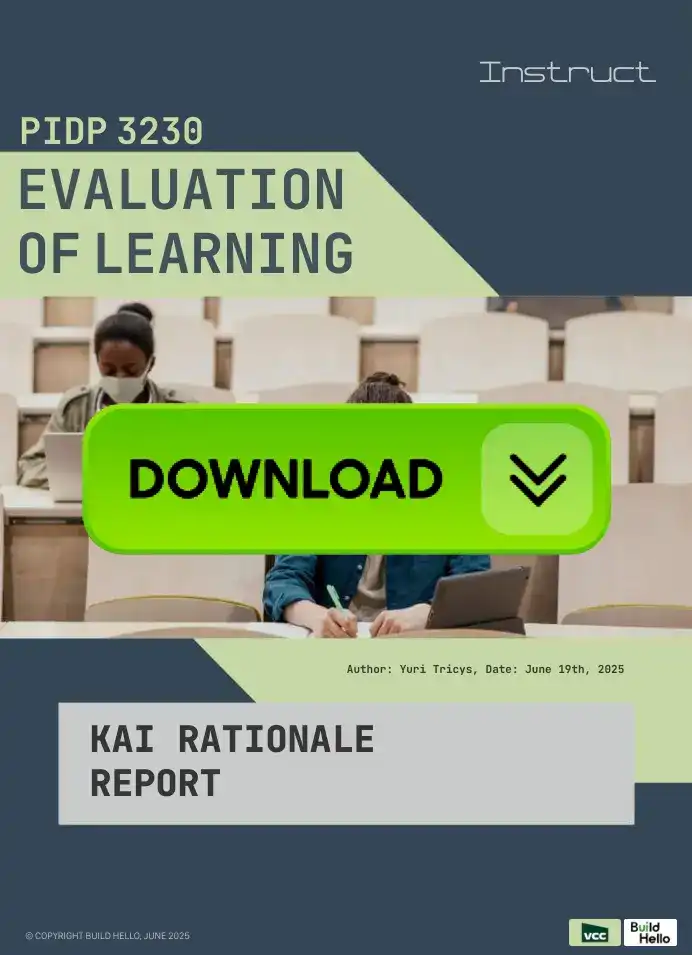 Instruct
PIDP 3230
EVALUATION
OF LEARNING
DOWNLOAD
Author: Yuri Tricys, Date: June 19th, 2025
KAI RATIONALE
REPORT
© COPYRIGHT BUILD HELLO, JUNE 2025
vcc
Build
Hello